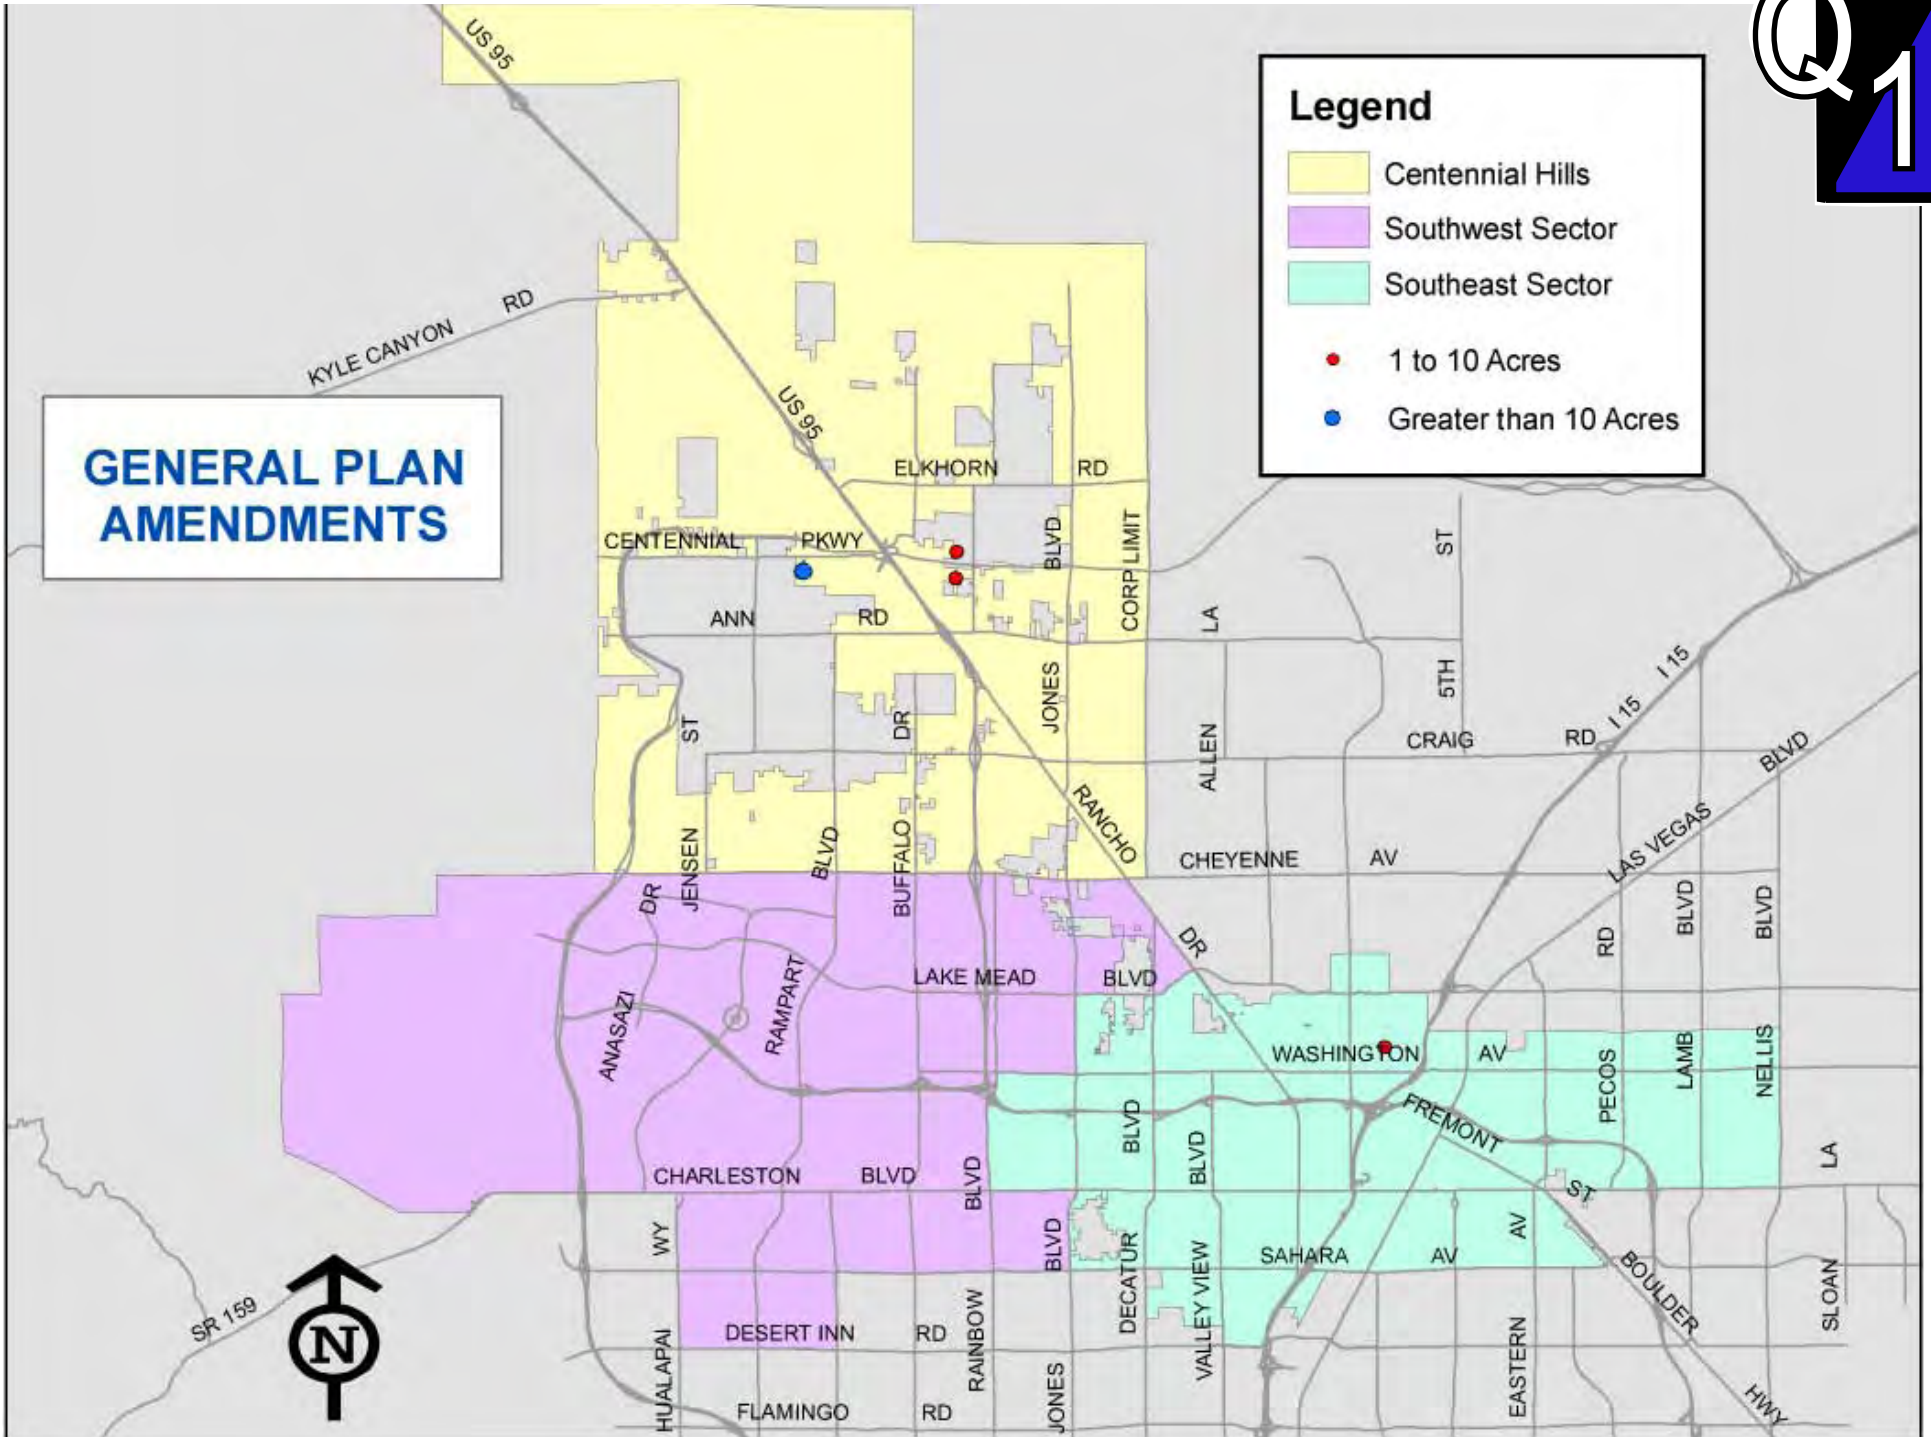 Q
1
US 95
Legend
Centennial Hills
Southwest Sector
Southeast Sector
1 to 10 Acres
Greater than 10 Acres
KYLE CANYON RD
GENERAL PLAN
AMENDMENTS
US 95
ELKHORN RD
CENTENNIAL PKWY
BLVD
CORP LIMIT
ST
ANN RD
LA
JONES
5TH
I 15
I 15
ST
DR
ALLEN
CRAIG RD
BLVD
RANCHO
LAS VEGAS
JENSEN
BLVD
BUFFALO
CHEYENNE AV
DR
BLVD
BLVD
RD
DR
LAKE MEAD BLVD
RAMPART
ANASAZI
WASHINGTON AV
PECOS
LAMB
NELLIS
FREMONT
BLVD
BLVD
LA
CHARLESTON BLVD
BLVD
ST
WY
BLVD
DECATUR
VALLEY VIEW
SAHARA AV
AV
BOULDER
SLOAN
SR 159
N
DESERT INN RD
RAINBOW
HUALAPAI
JONES
EASTERN
FLAMINGO RD
HWY